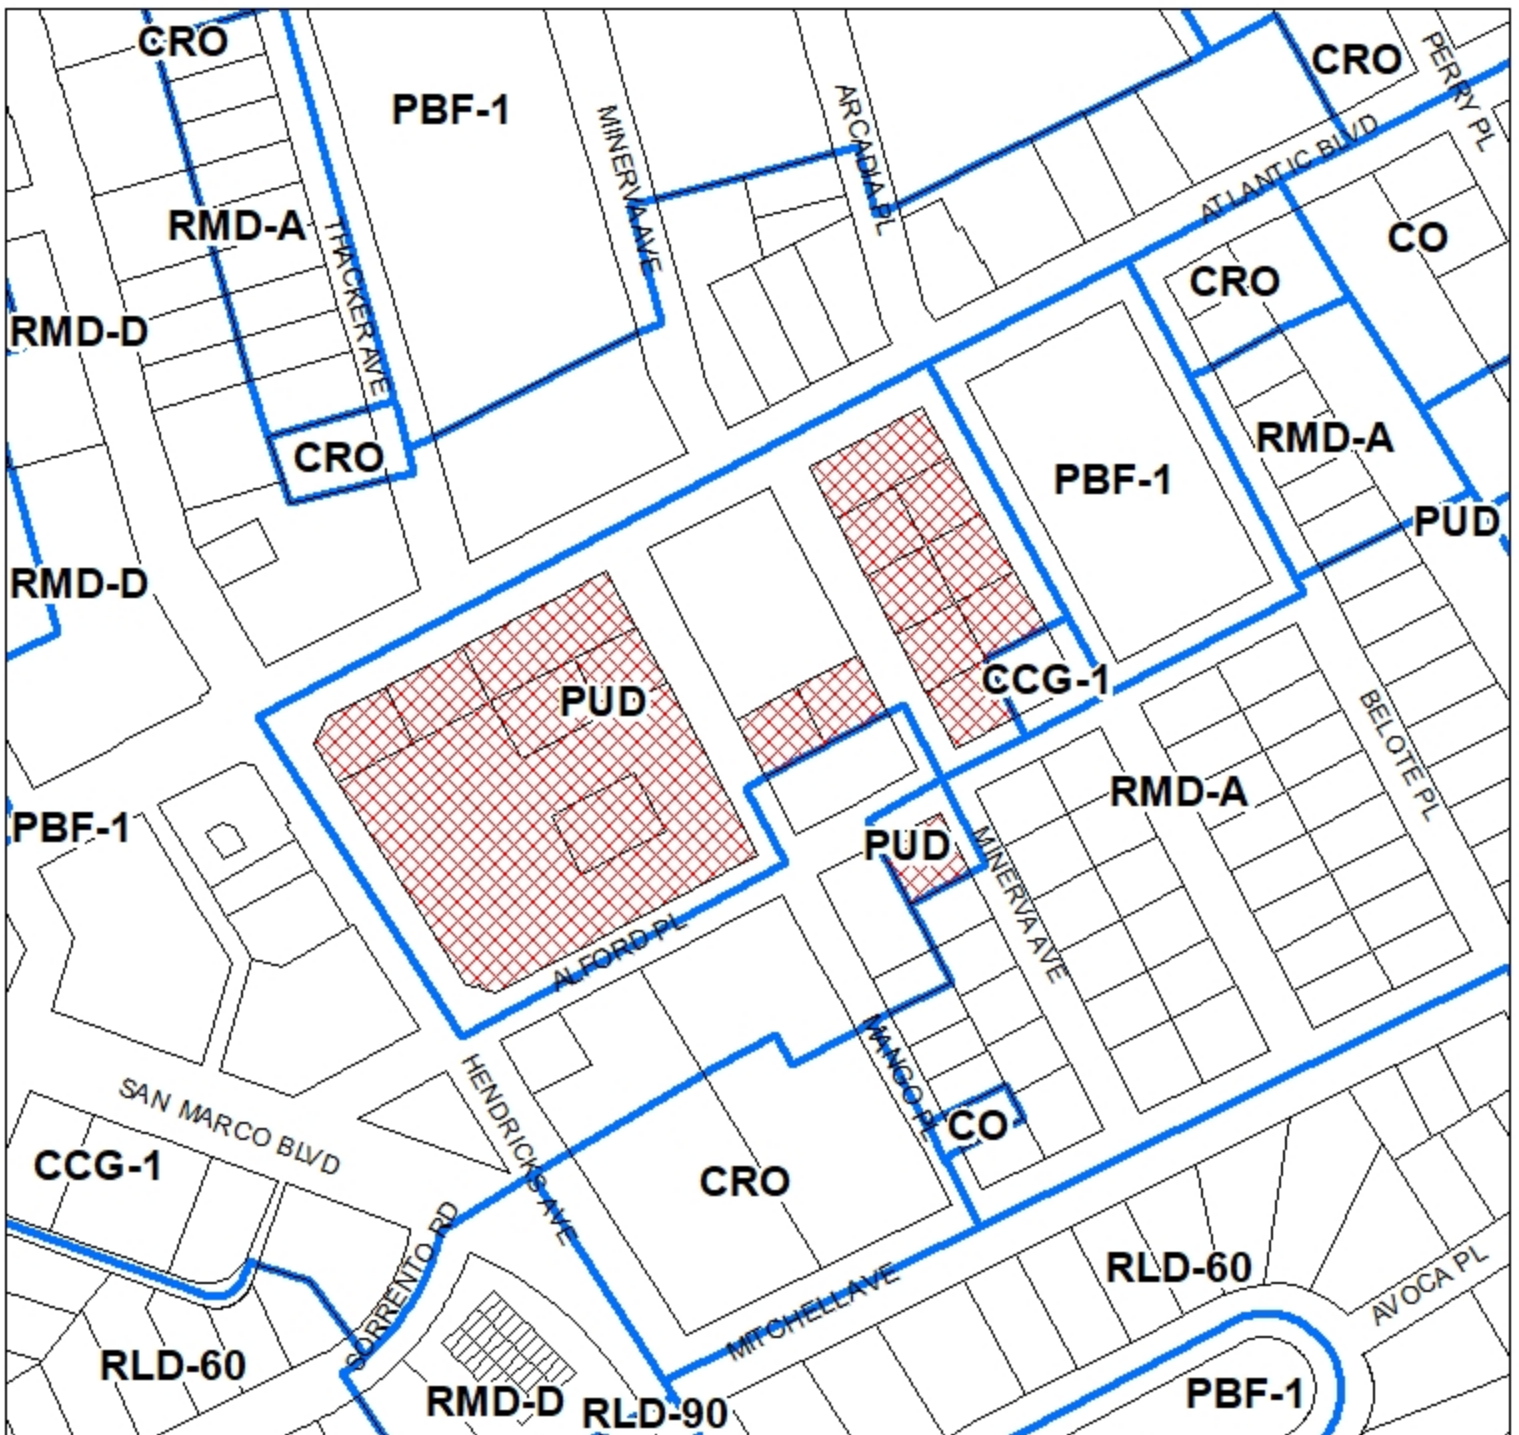 CRO
CRO
PERRY PL
PBF-1
MINERVA AVE
ARCADIA PL
ATLANTIC BLVD
RMD-A
THACKER AVE
CO
CRO
RMD-D
CRO
RMD-A
PBF-1
PUD
RMD-D
CCG-1
PUD
BELOTE PL
RMD-A
PBF-1
PUD
MINERVA AVE
ALFORD PL
MANGO PL
HENDRICKS AVE
SAN MARCO BLVD
CO
CCG-1
CRO
SORRENTO RD
RLD-60
AVOCA PL
MITCHELL AVE
RLD-60
RMD-D
RLD-90
PBF-1